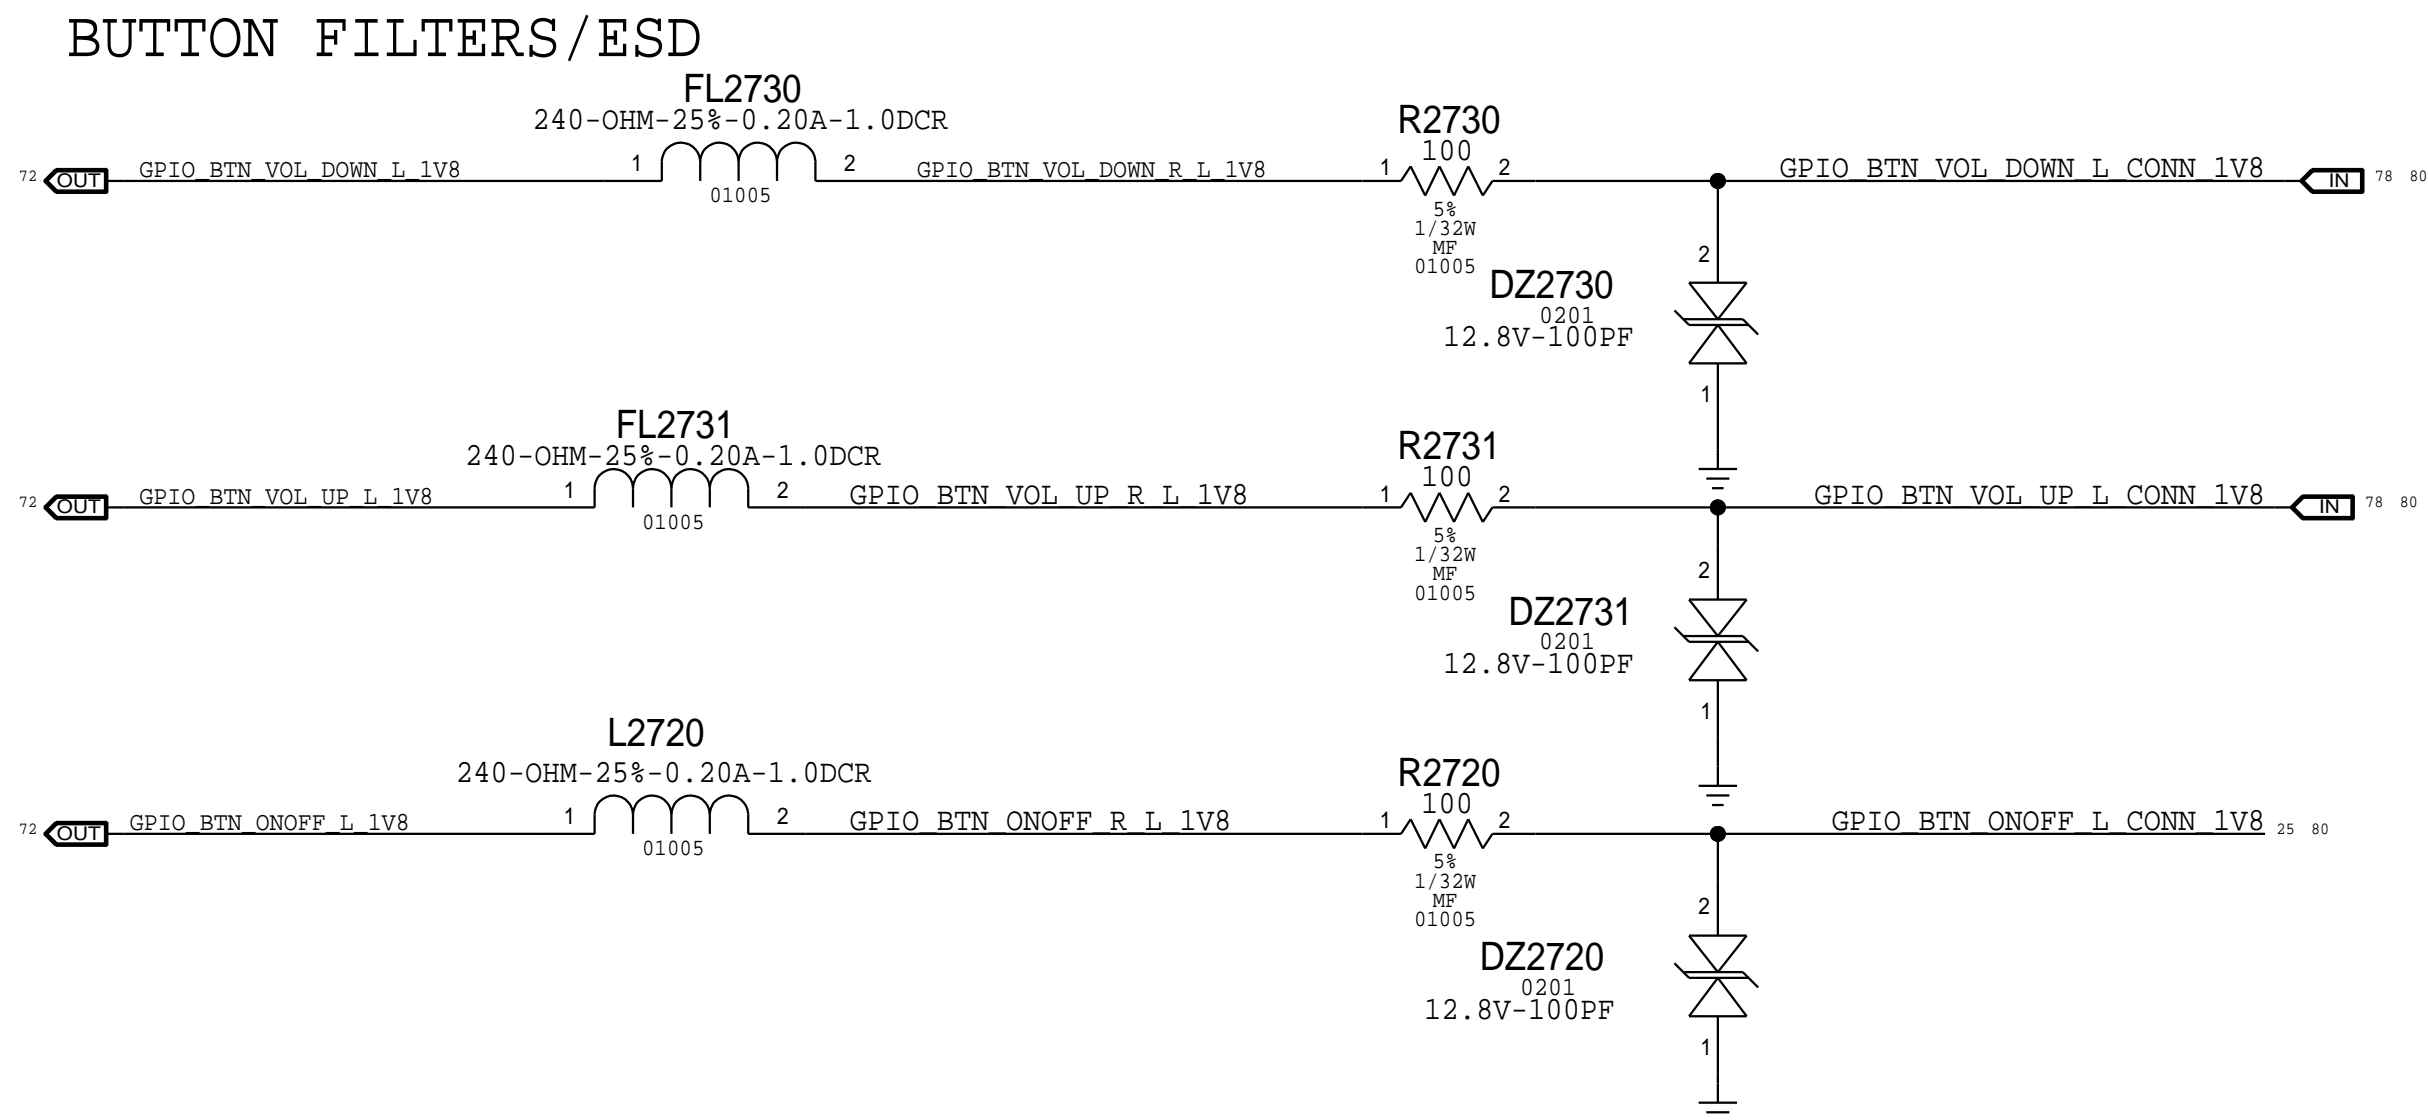 BUTTON FILTERS/ESD
FL2730
240-OHM-25%-0.20A-1.0DCR
R2730
100
72 OUT GPIO_BTN_VOL_DOWN_L_1V8 1 2 GPIO_BTN_VOL_DOWN_R_L_1V8 1 2 GPIO_BTN_VOL_DOWN_L_CONN_1V8 IN 78 80
01005
5%
1/32W
MF
01005
2
DZ2730
0201
12.8V-100PF
1
FL2731
240-OHM-25%-0.20A-1.0DCR
R2731
100
72 OUT GPIO_BTN_VOL_UP_L_1V8 1 2 GPIO_BTN_VOL_UP_R_L_1V8 1 2 GPIO_BTN_VOL_UP_L_CONN_1V8 IN 78 80
01005
5%
1/32W
MF
01005
2
DZ2731
0201
12.8V-100PF
1
L2720
240-OHM-25%-0.20A-1.0DCR
R2720
100
72 OUT GPIO_BTN_ONOFF_L_1V8 1 2 GPIO_BTN_ONOFF_R_L_1V8 1 2 GPIO_BTN_ONOFF_L_CONN_1V8 25 80
01005
5%
1/32W
MF
01005
2
DZ2720
0201
12.8V-100PF
1